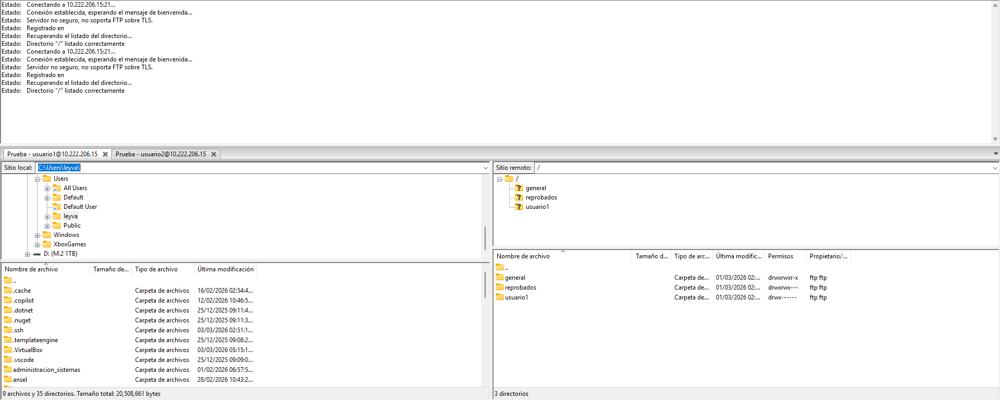 Estado: Conectando a 10.222.206.15:21...
Estado: Conexión establecida, esperando el mensaje de bienvenida...
Estado: Servidor no seguro, no soporta FTP sobre TLS.
Estado: Registrado en
Estado: Recuperando el listado del directorio...
Estado: Directorio "/" listado correctamente
Estado: Conectando a 10.222.206.15:21...
Estado: Conexión establecida, esperando el mensaje de bienvenida...
Estado: Servidor no seguro, no soporta FTP sobre TLS.
Estado: Registrado en
Estado: Recuperando el listado del directorio...
Estado: Directorio "/" listado correctamente
Prueba - usuario1@10.222.206.15 Prueba - usuario2@10.222.206.15
Sitio local: C:\Users\leyva\
Users
All Users
Default
Default User
leyva
Public
Windows
XboxGames
D: (M.2 1TB)
Nombre de archivo Tamaño de... Tipo de archivo Última modificación
..
.cache Carpeta de archivos 16/02/2026 02:54:4...
.copilot Carpeta de archivos 12/02/2026 10:46:5...
.dotnet Carpeta de archivos 25/12/2025 09:11:4...
.nuget Carpeta de archivos 25/12/2025 09:11:3...
.ssh Carpeta de archivos 03/03/2026 02:51:1...
.templateengine Carpeta de archivos 25/12/2025 09:08:2...
.VirtualBox Carpeta de archivos 03/03/2026 05:15:1...
.vscode Carpeta de archivos 25/12/2025 09:09:0...
administracion_sistemas Carpeta de archivos 01/02/2026 06:57:5...
ansel Carpeta de archivos 28/02/2026 10:43:2...
9 archivos y 35 directorios. Tamaño total: 20,508,661 bytes
Sitio remoto: /
/
general
reprobados
usuario1
Nombre de archivo Tamaño d... Tipo de arc... Última modific... Permisos Propietario/...
..
general Carpeta de... 01/03/2026 02:... drwxrwxr-x ftp ftp
reprobados Carpeta de... 01/03/2026 02:... drwxrwx--- ftp ftp
usuario1 Carpeta de... 01/03/2026 02:... drwx------ ftp ftp
3 directorios